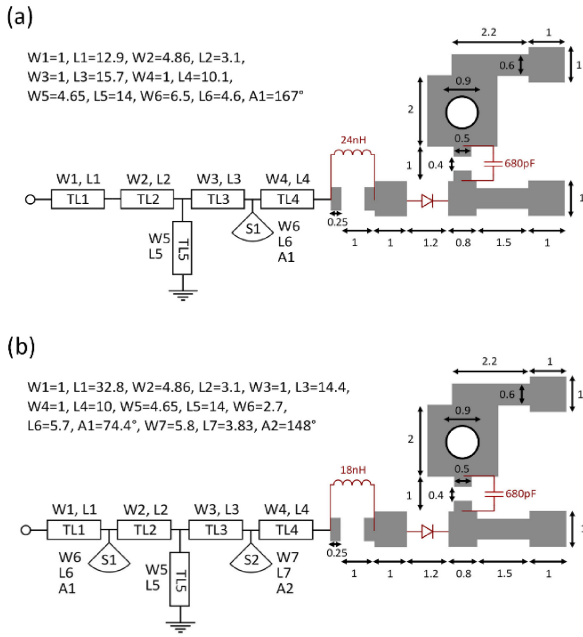 (a)
W1=1, L1=12.9, W2=4.86, L2=3.1,
W3=1, L3=15.7, W4=1, L4=10.1,
W5=4.65, L5=14, W6=6.5, L6=4.6, A1=167°
2.2
1
0.6
1
0.9
2
0.5
24nH
1
0.4
680pF
W1, L1
W2, L2
W3, L3
W4, L4
TL1
TL2
TL3
TL4
1
W5
L5
TL5
S1
W6
L6
A1
0.25
1
1
1.2
0.8
1.5
1
(b)
W1=1, L1=32.8, W2=4.86, L2=3.1, W3=1, L3=14.4,
W4=1, L4=10, W5=4.65, L5=14, W6=2.7,
L6=5.7, A1=74.4°, W7=5.8, L7=3.83, A2=148°
2.2
1
0.6
1
0.9
2
0.5
18nH
1
0.4
680pF
W1, L1
W2, L2
W3, L3
W4, L4
TL1
TL2
TL3
TL4
1
W6
L6
A1
S1
W5
L5
TL5
S2
W7
L7
A2
0.25
1
1
1.2
0.8
1.5
1